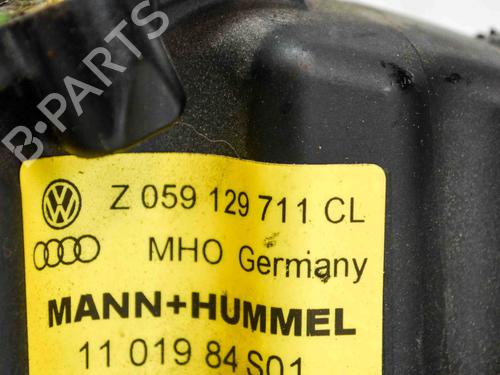 B-PARTS
Z 059 129 711 CL
MHO Germany
MANN+HUMMEL
11 019 84 S01